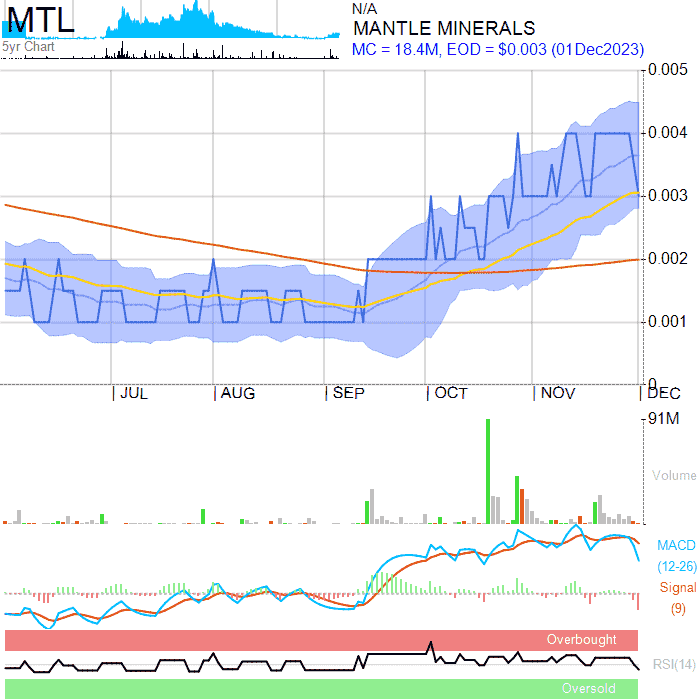 MTL
5yr Chart
N/A
MANTLE MINERALS
MC = 18.4M, EOD = $0.003 (01Dec2023)
0.005
0.004
0.003
0.002
0.001
0
JUL AUG SEP OCT NOV DEC
91M
Volume
MACD
(12-26)
Signal
(9)
Overbought
RSI(14)
Oversold